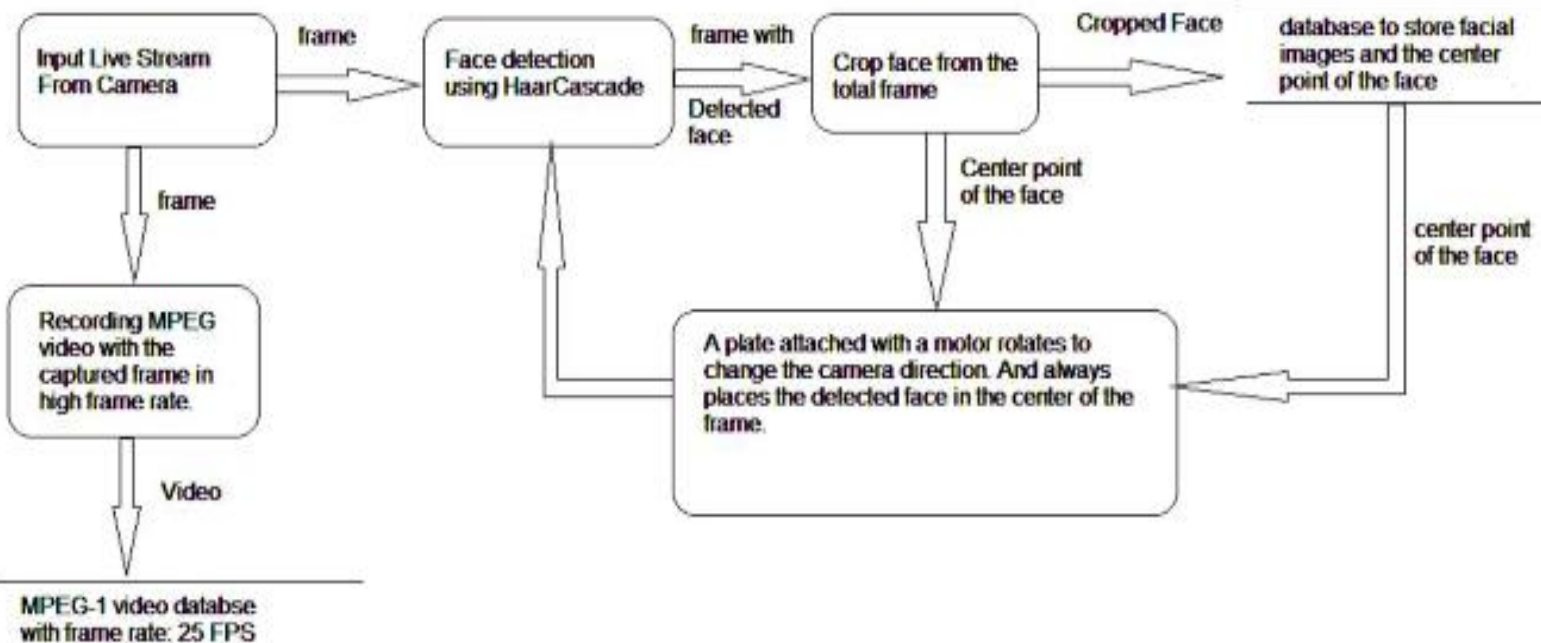 Input Live Stream
From Camera
frame
Face detection
using HaarCascade
frame with
Detected
face
Crop face from the
total frame
Cropped Face
database to store facial
images and the center
point of the face
frame
Center point
of the face
center point
of the face
Recording MPEG
video with the
captured frame in
high frame rate.
A plate attached with a motor rotates to
change the camera direction. And always
places the detected face in the center of the
frame.
Video
MPEG-1 video databse
with frame rate: 25 FPS